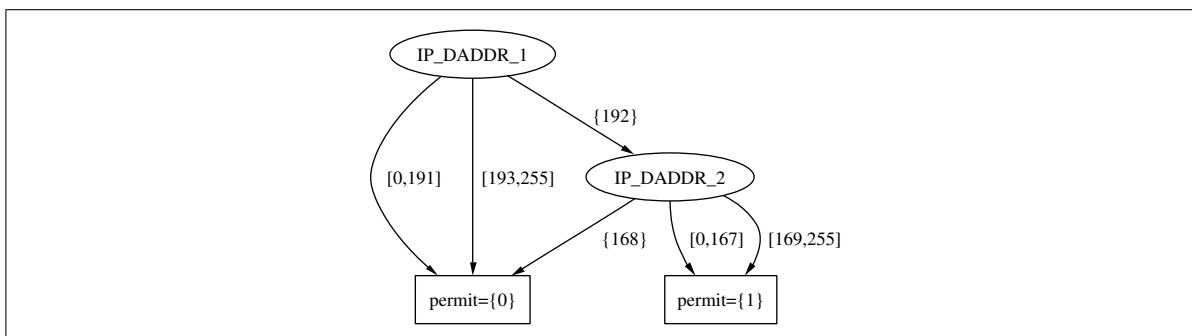 IP_DADDR_1
{192}
[0,191]
[193,255]
IP_DADDR_2
{168}
[0,167]
[169,255]
permit={0}
permit={1}